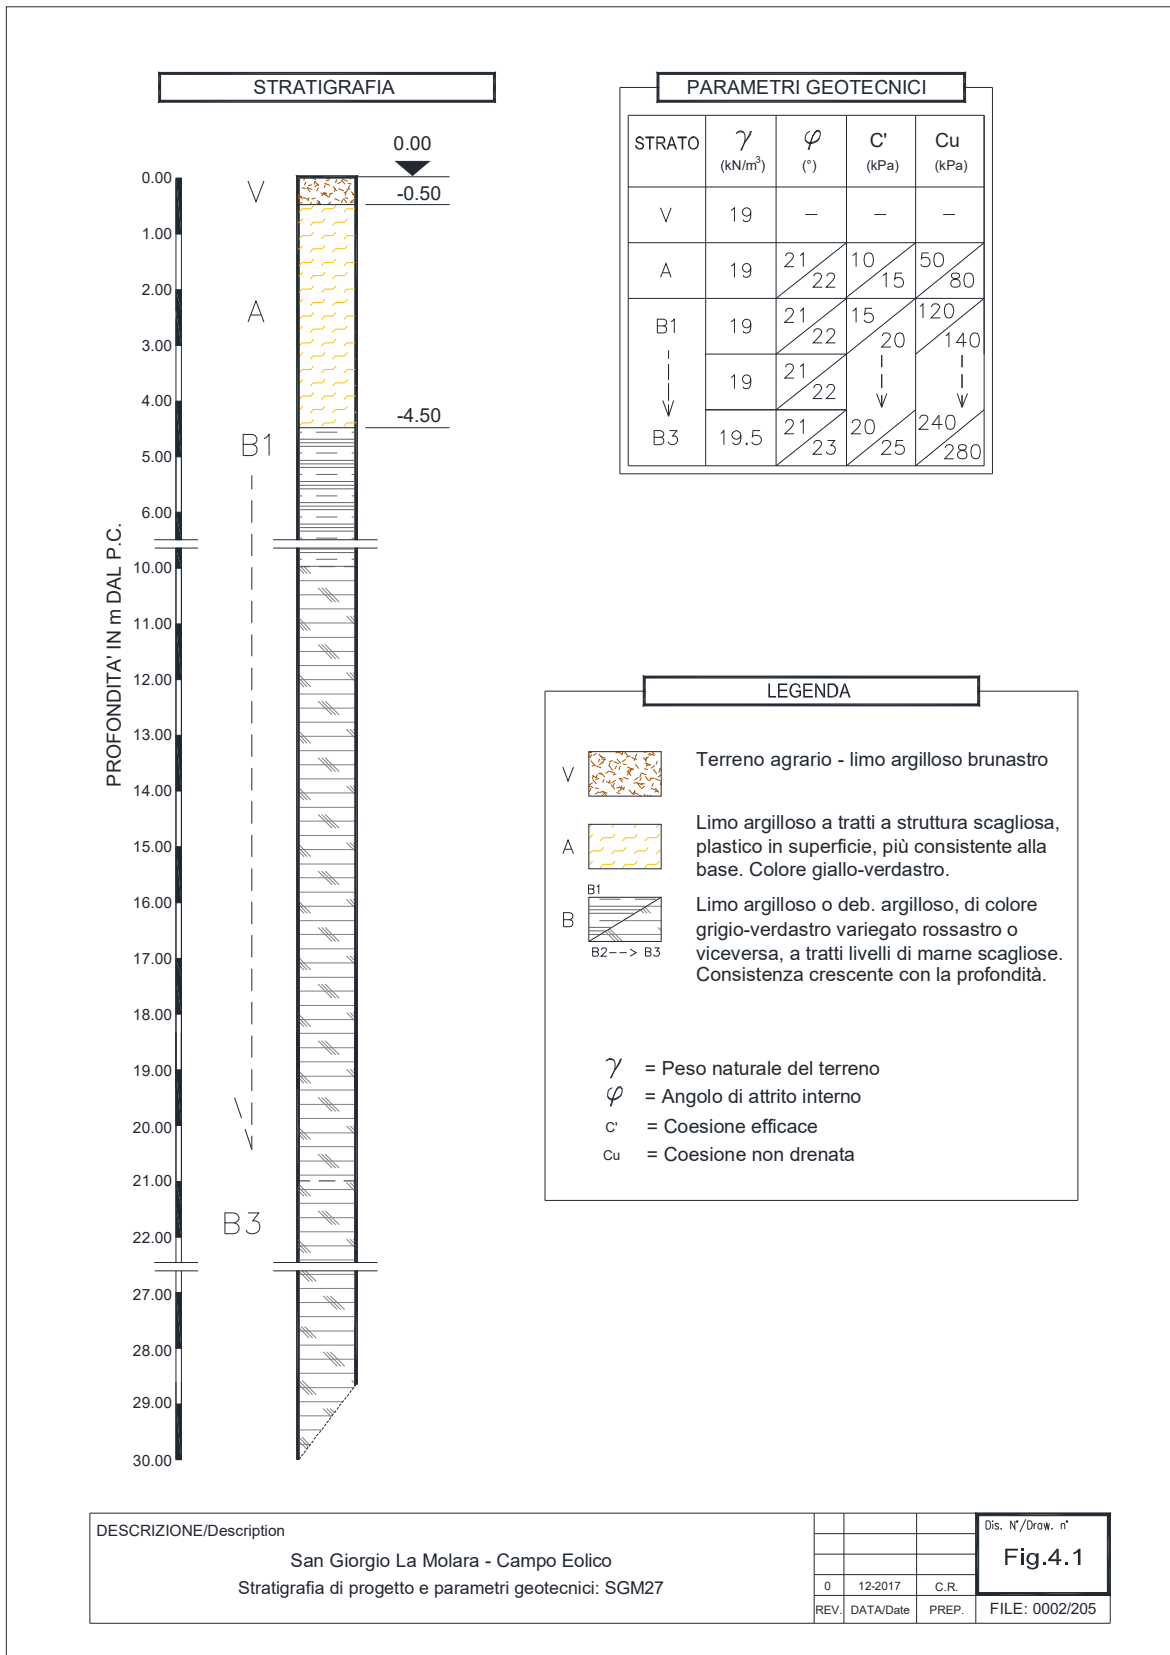 STRATIGRAFIA
0.00
0.00
V
-0.50
1.00
2.00
A
3.00
4.00
-4.50
B1
5.00
6.00
PROFONDITA' IN m DAL P.C.
10.00
11.00
12.00
13.00
14.00
15.00
16.00
17.00
18.00
19.00
20.00
21.00
B3
22.00
27.00
28.00
29.00
30.00
PARAMETRI GEOTECNICI
STRATO γ φ C' Cu
(kN/m³) (°) (kPa) (kPa)
V 19 – – –
A 19 21/22 10/15 50/80
B1 19 21/22 15/20 120/140
19 21/22
B3 19.5 21/23 20/25 240/280
LEGENDA
V Terreno agrario - limo argilloso brunastro
A Limo argilloso a tratti a struttura scagliosa,
plastico in superficie, più consistente alla
base. Colore giallo-verdastro.
B1
B Limo argilloso o deb. argilloso, di colore
grigio-verdastro variegato rossastro o
viceversa, a tratti livelli di marne scagliose.
B2--> B3
Consistenza crescente con la profondità.
γ = Peso naturale del terreno
φ = Angolo di attrito interno
C' = Coesione efficace
Cu = Coesione non drenata
DESCRIZIONE/Description
San Giorgio La Molara - Campo Eolico
Stratigrafia di progetto e parametri geotecnici: SGM27
0 12-2017 C.R.
REV. DATA/Date PREP.
Dis. N°/Draw. n°
Fig.4.1
FILE: 0002/205